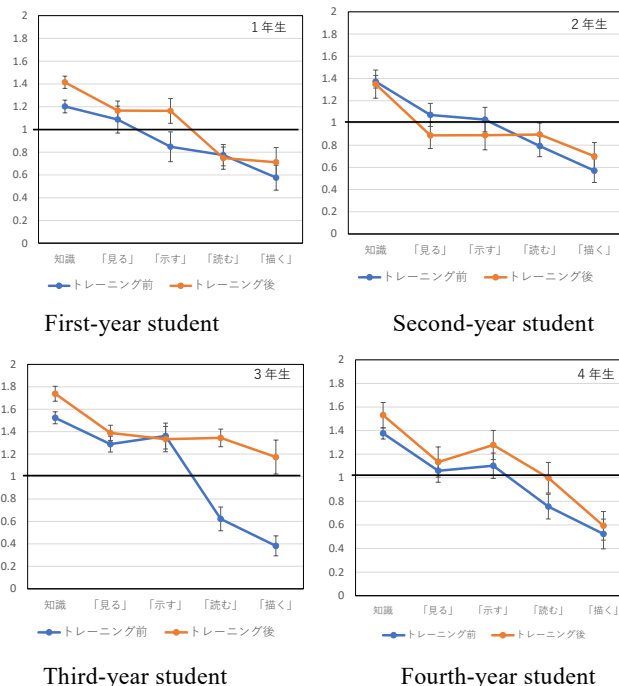 1 年生
2
1.8
1.6
1.4
1.2
1
0.8
0.6
0.4
0.2
0
知識 「見る」 「示す」 「読む」 「描く」
トレーニング前 トレーニング後
First-year student
2 年生
2
1.8
1.6
1.4
1.2
1
0.8
0.6
0.4
0.2
0
知識 「見る」 「示す」 「読む」 「描く」
トレーニング前 トレーニング後
Second-year student
3 年生
2
1.8
1.6
1.4
1.2
1
0.8
0.6
0.4
0.2
0
知識 「見る」 「示す」 「読む」 「描く」
トレーニング前 トレーニング後
Third-year student
4 年生
2
1.8
1.6
1.4
1.2
1
0.8
0.6
0.4
0.2
0
知識 「見る」 「示す」 「読む」 「描く」
トレーニング前 トレーニング後
Fourth-year student